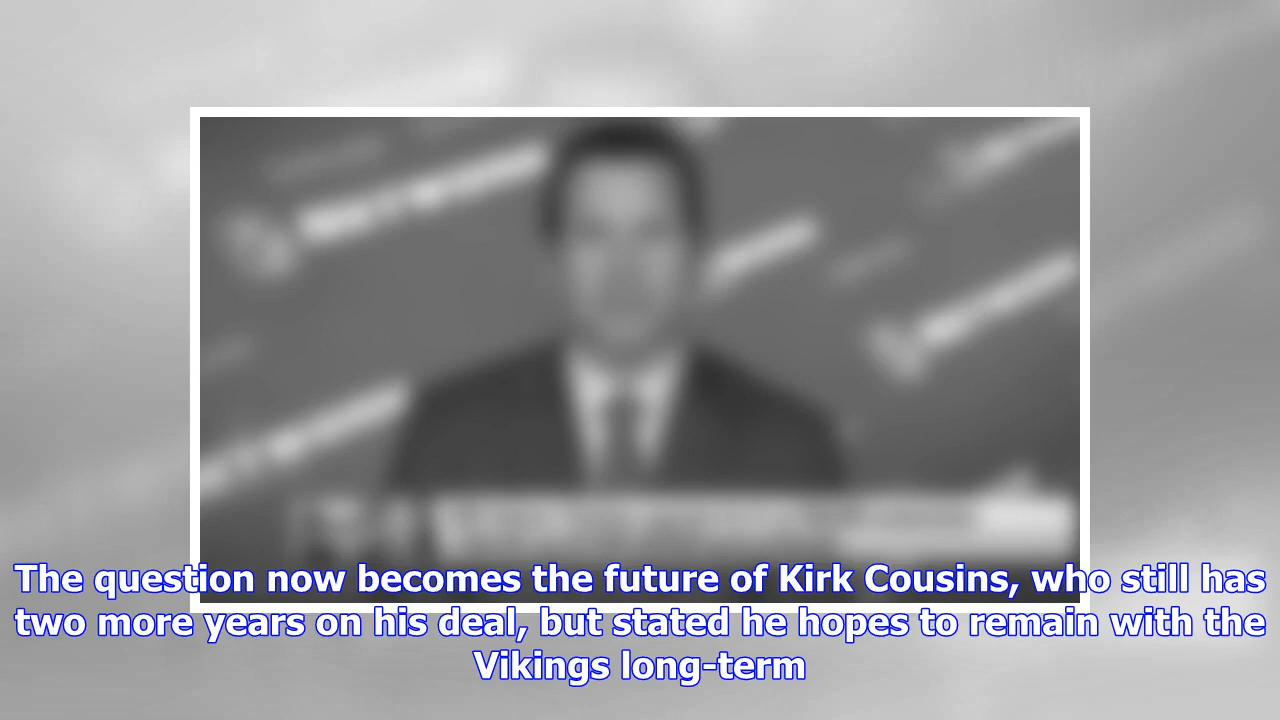 The question now becomes the future of Kirk Cousins, who still has
two more years on his deal, but stated he hopes to remain with the
Vikings long-term